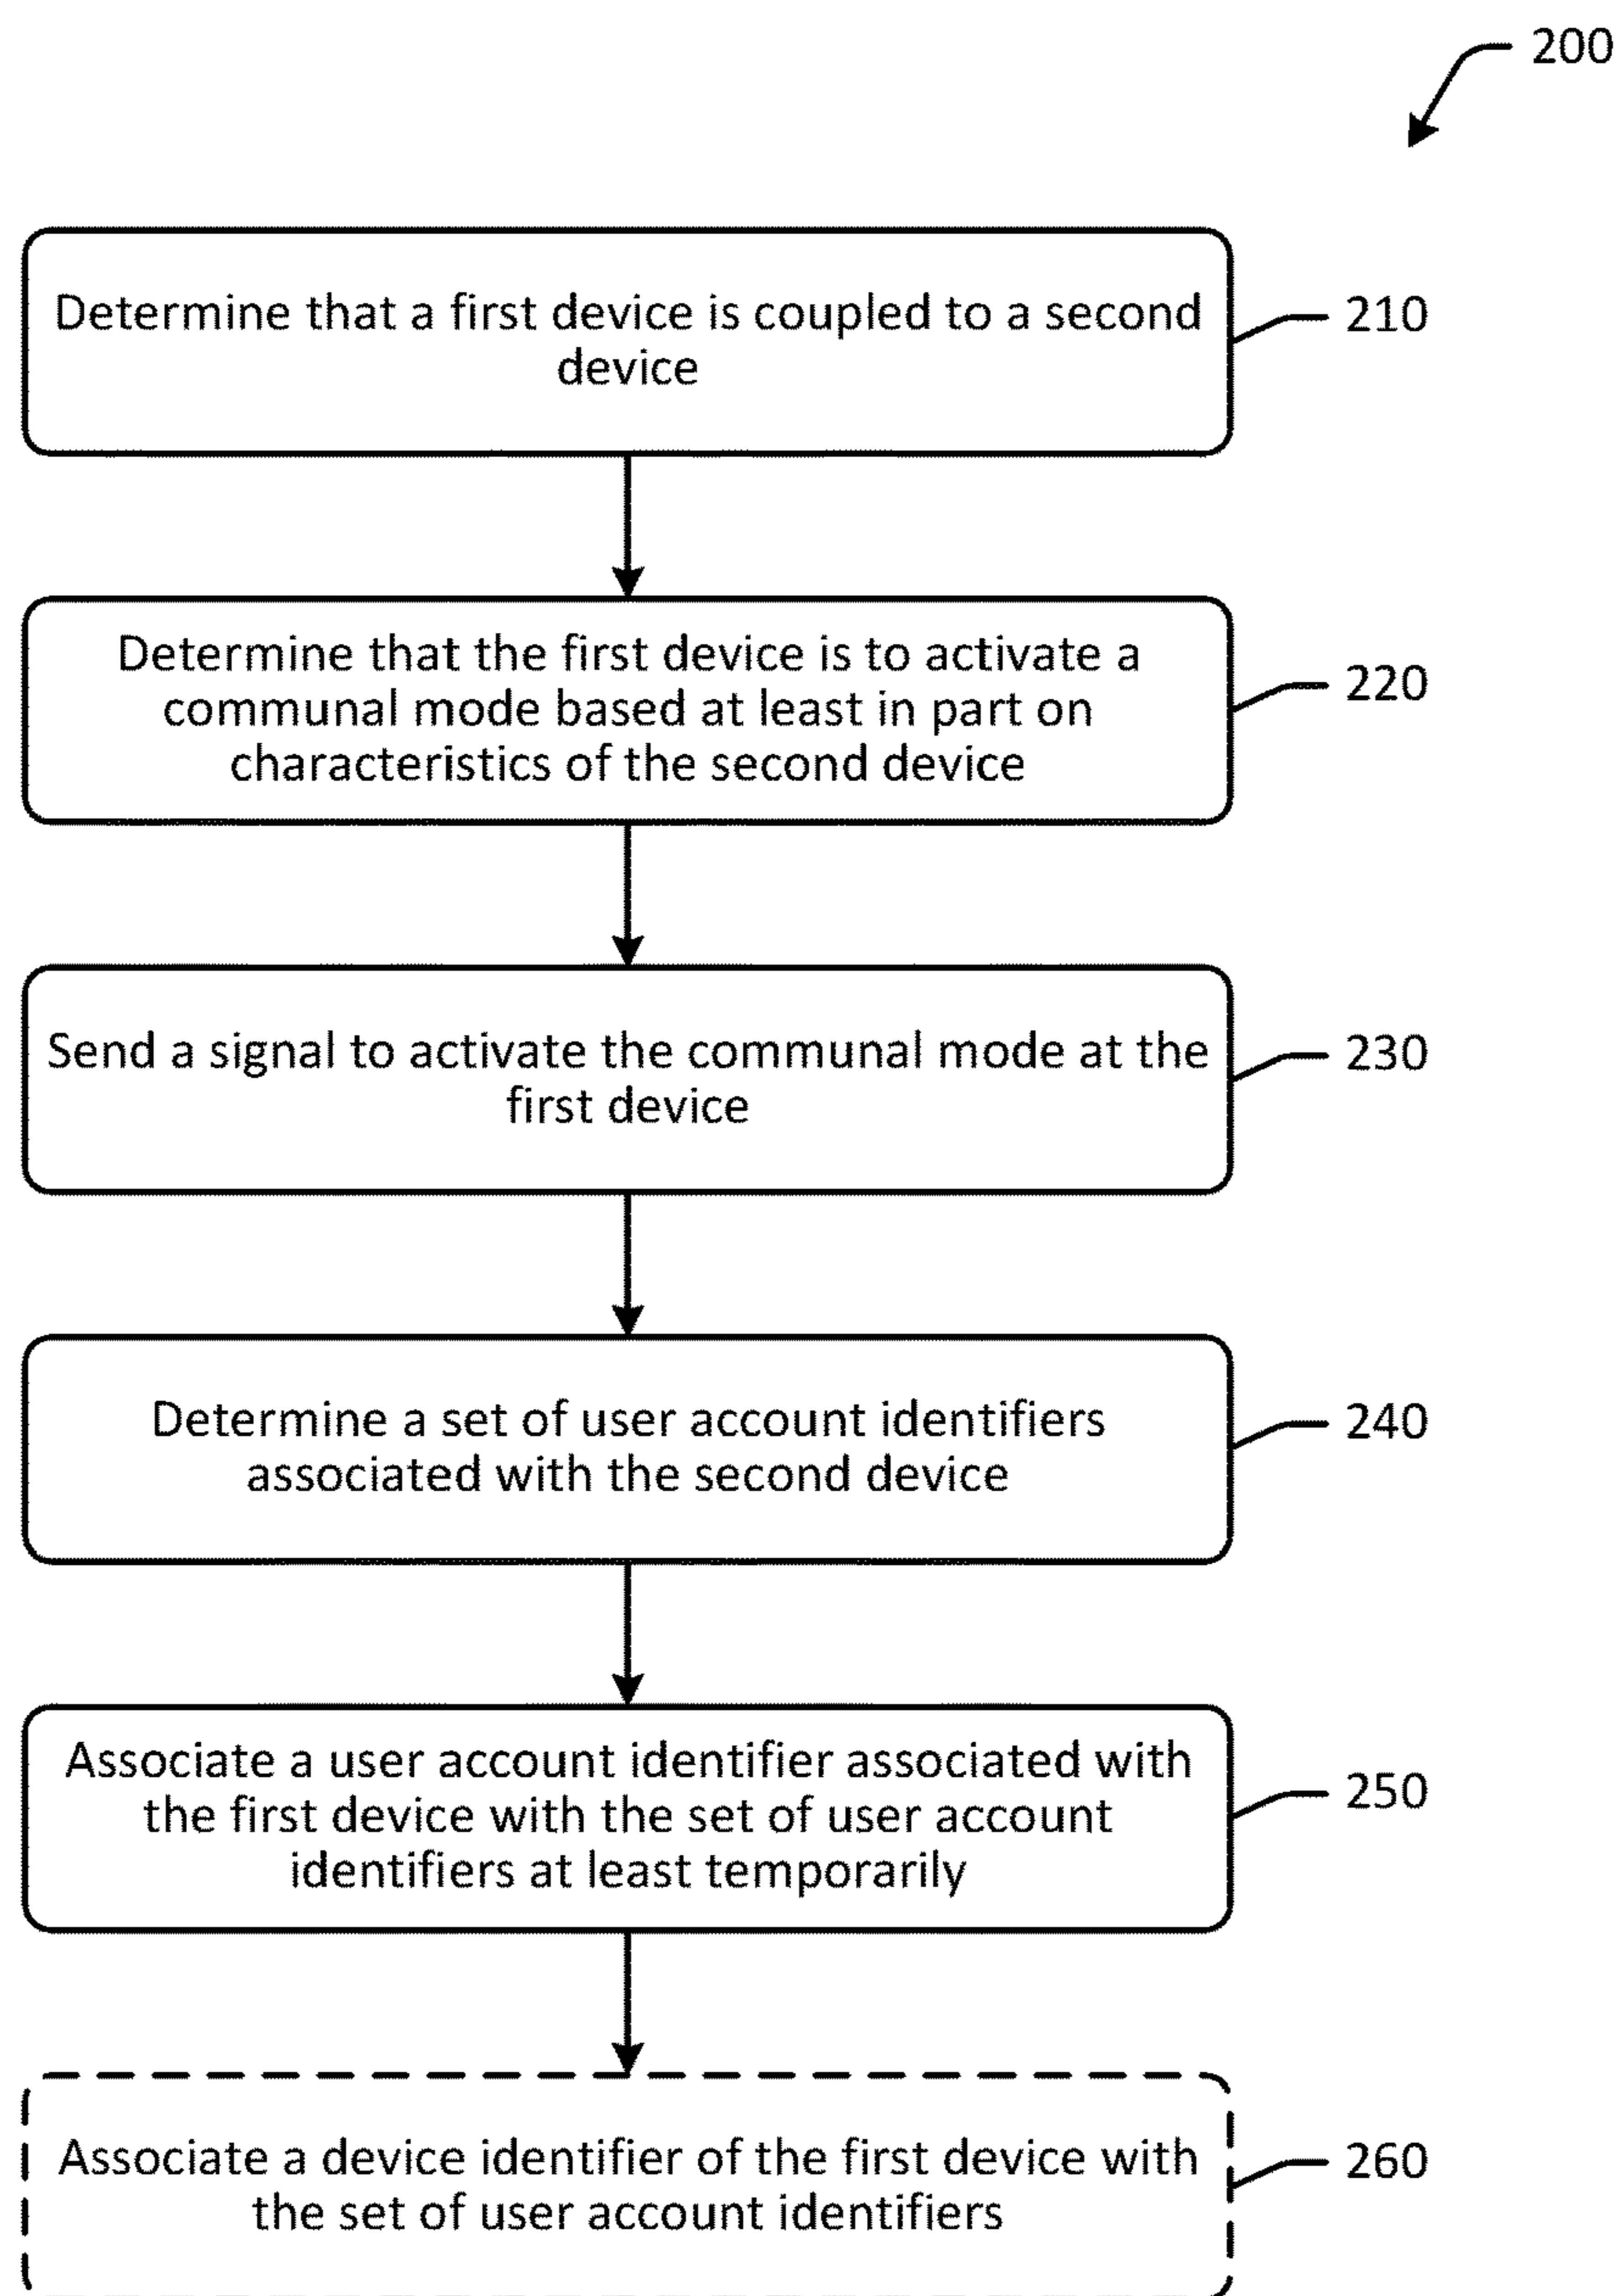 200
Determine that a first device is coupled to a second
device
210
Determine that the first device is to activate a
communal mode based at least in part on
characteristics of the second device
220
Send a signal to activate the communal mode at the
first device
230
Determine a set of user account identifiers
associated with the second device
240
Associate a user account identifier associated with
the first device with the set of user account
identifiers at least temporarily
250
Associate a device identifier of the first device with
the set of user account identifiers
260